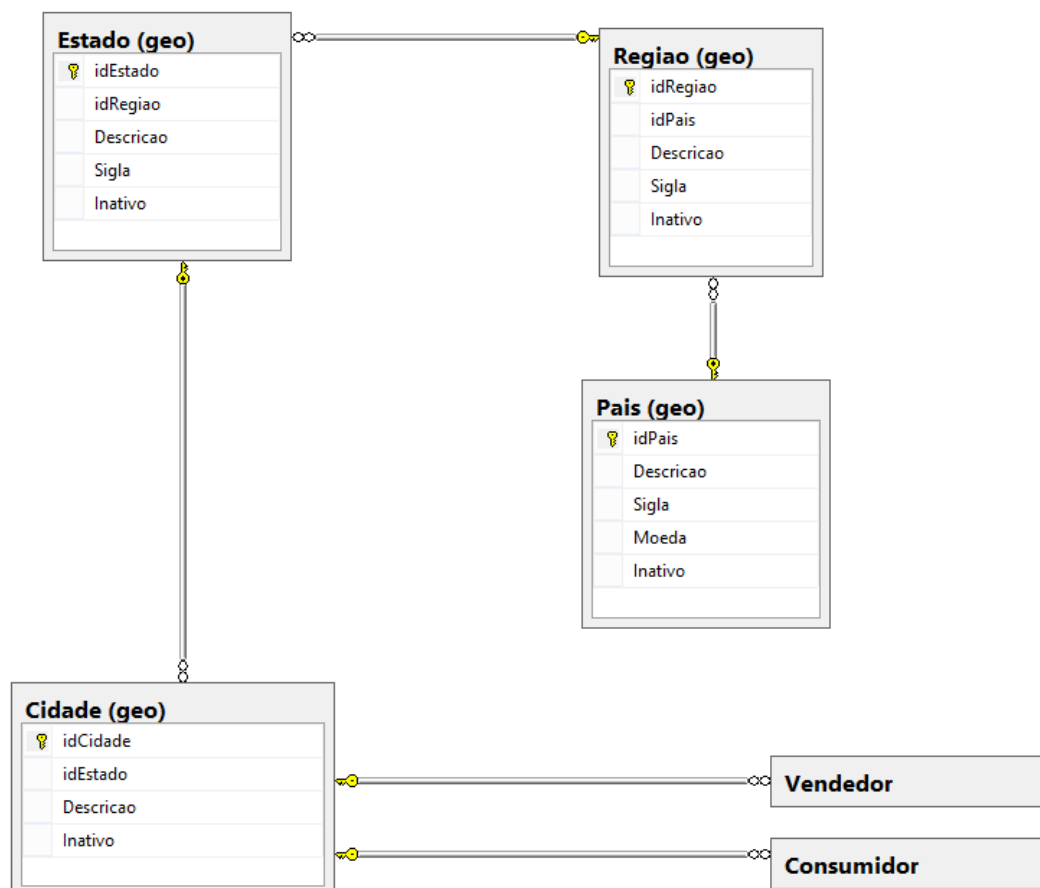 Estado (geo)
idEstado
idRegiao
Descricao
Sigla
Inativo
Regiao (geo)
idRegiao
idPais
Descricao
Sigla
Inativo
Pais (geo)
idPais
Descricao
Sigla
Moeda
Inativo
Cidade (geo)
idCidade
idEstado
Descricao
Inativo
Vendedor
Consumidor